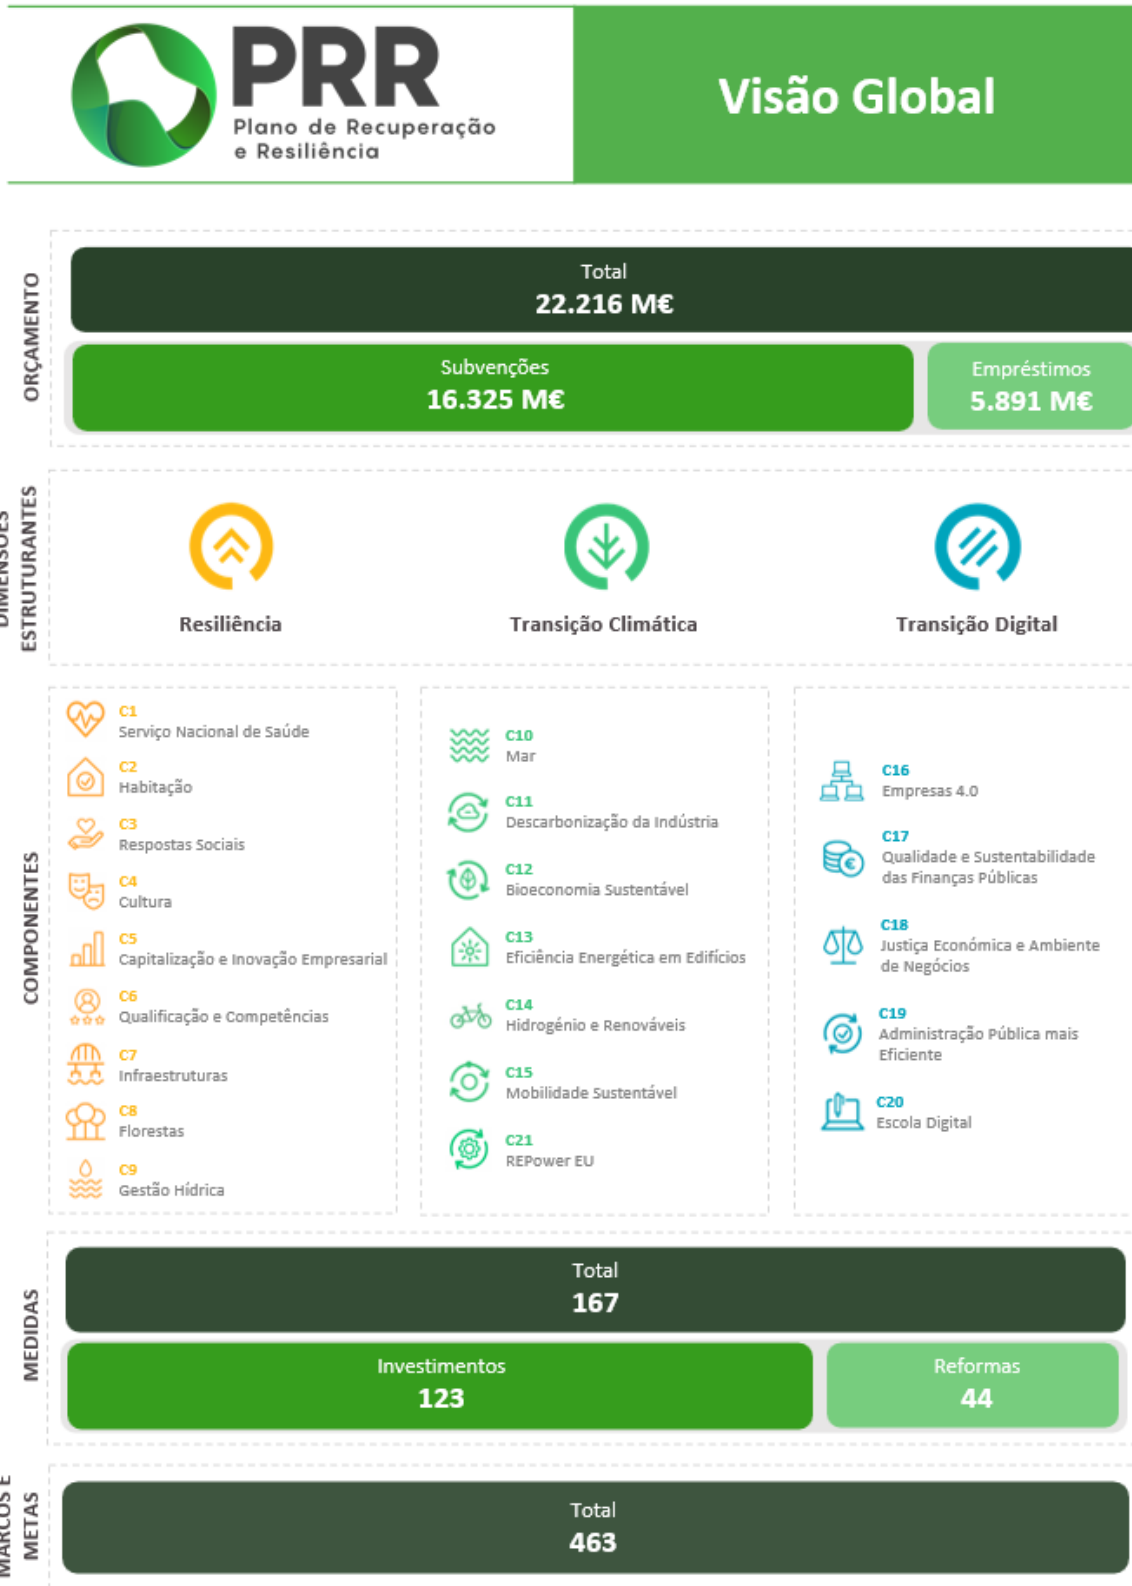 PRR
Plano de Recuperação
e Resiliência
Visão Global
ORÇAMENTO
Total
22.216 M€
Subvenções
16.325 M€
Empréstimos
5.891 M€
DIMENSÕES
ESTRUTURANTES
Resiliência
Transição Climática
Transição Digital
COMPONENTES
C1
Serviço Nacional de Saúde
C2
Habitação
C3
Respostas Sociais
C4
Cultura
C5
Capitalização e Inovação Empresarial
C6
Qualificação e Competências
C7
Infraestruturas
C8
Florestas
C9
Gestão Hídrica
C10
Mar
C11
Descarbonização da Indústria
C12
Bioeconomia Sustentável
C13
Eficiência Energética em Edifícios
C14
Hidrogénio e Renováveis
C15
Mobilidade Sustentável
C21
REPower EU
C16
Empresas 4.0
C17
Qualidade e Sustentabilidade
das Finanças Públicas
C18
Justiça Económica e Ambiente
de Negócios
C19
Administração Pública mais
Eficiente
C20
Escola Digital
MEDIDAS
Total
167
Investimentos
123
Reformas
44
MARCOS E
METAS
Total
463